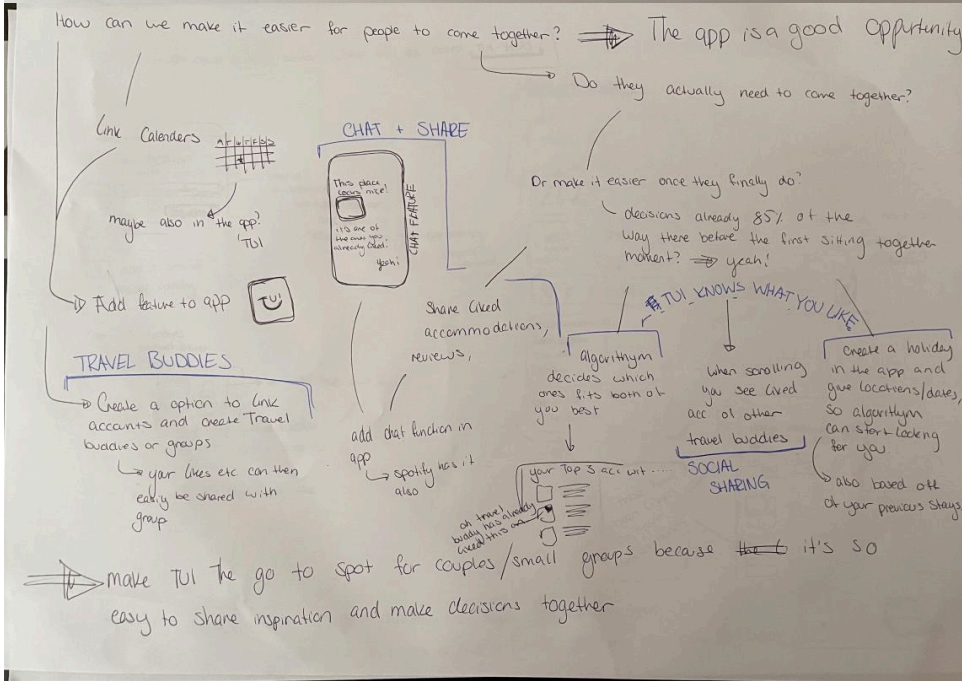 How can we make it easier for people to come together?
The app is a good oppurtunity
Do they actually need to come together?
Link Calenders
M T W T F S S
maybe also in the app?
TUI
Add feature to app
TUI
TRAVEL BUDDIES
Create a option to link
accounts and create Travel
buddies or groups
your likes etc can then
easily be shared with
group
CHAT + SHARE
This place
looks nice!
it's one of
the ones you
already liked!
Yeah!
CHAT FEATURE
Share liked
accommodations,
reviews,
add chat function in
app
spotify has it
also
Or make it easier once they finally do?
decisions already 85% of the
way there before the first sitting together
moment? yeah!
TUI KNOWS WHAT YOU LIKE
algorithym
decides which
ones fits both of
you best
your Top 3 acc wit....
oh travel
buddy has already
liked this one
when scrolling
you see liked
acc of other
travel buddies
SOCIAL
SHARING
create a holiday
in the app and
give locations/dates,
so algorithym
can start looking
for you
also based off
of your previous stays
make TUI the go to spot for couples/small groups because it's so
easy to share inspiration and make decisions together